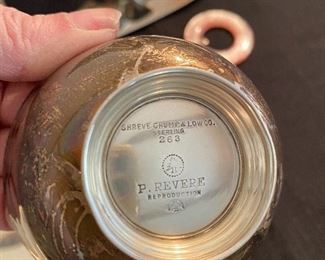 SHREVE CRUMP & LOW CO.
STERLING
263
P. REVERE
REPRODUCTION